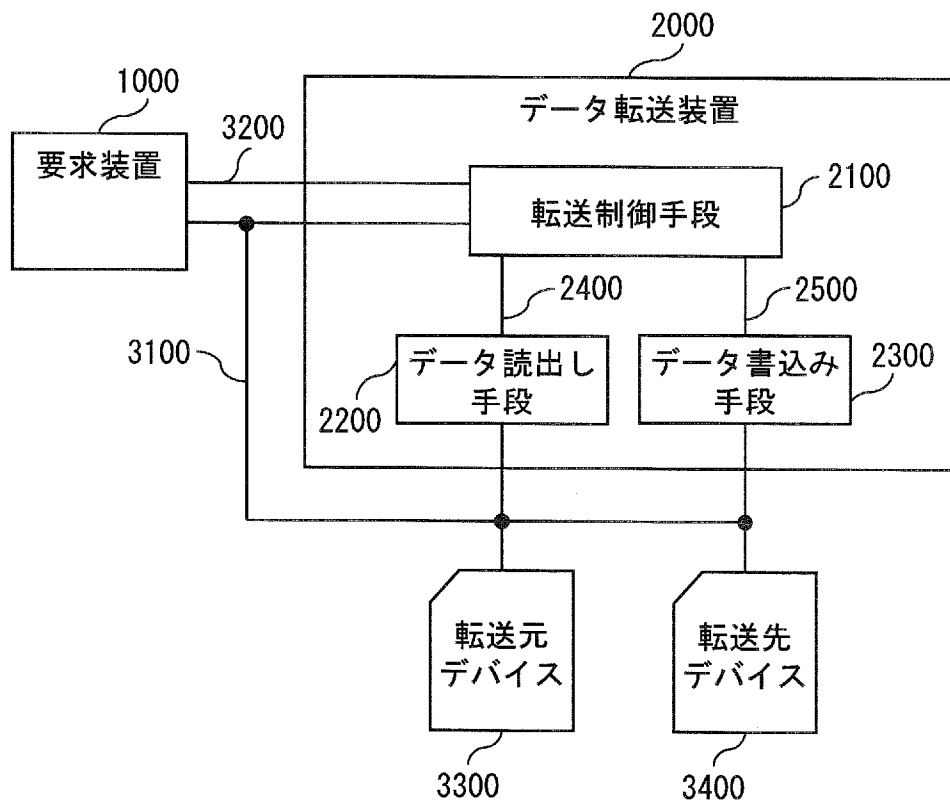 2000
1000
データ転送装置
3200
要求装置
2100
転送制御手段
2400
2500
3100
データ読出し
手段
データ書込み
手段
2300
2200
転送元
デバイス
転送先
デバイス
3300
3400